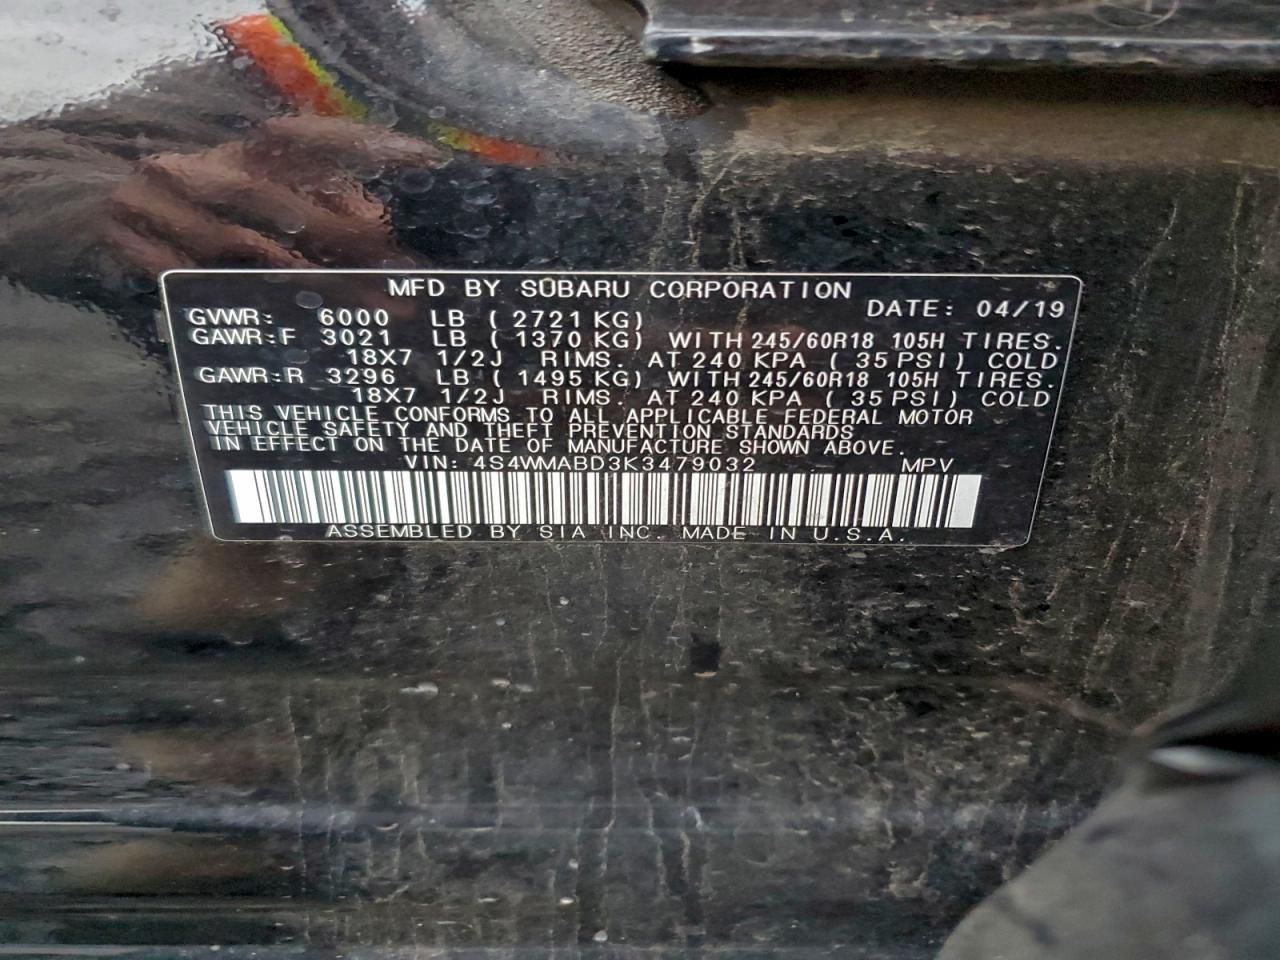 MFD BY SUBARU CORPORATION
GVWR: 6000 LB ( 2721 KG) DATE: 04/19
GAWR:F 3021 LB ( 1370 KG) WITH 245/60R18 105H TIRES.
18X7 1/2J RIMS. AT 240 KPA ( 35 PSI) COLD
GAWR:R 3296 LB ( 1495 KG) WITH 245/60R18 105H TIRES.
18X7 1/2J RIMS. AT 240 KPA ( 35 PSI) COLD
THIS VEHICLE CONFORMS TO ALL APPLICABLE FEDERAL MOTOR
VEHICLE SAFETY AND THEFT PREVENTION STANDARDS
IN EFFECT ON THE DATE OF MANUFACTURE SHOWN ABOVE.
VIN: 4S4WMABD3K3479032 MPV
ASSEMBLED BY SIA INC. MADE IN U.S.A.